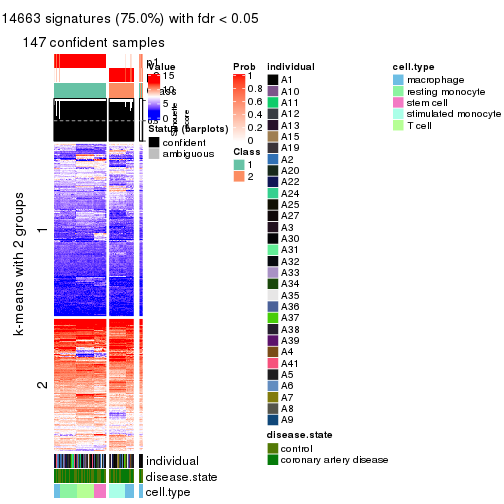 14663 signatures (75.0%) with fdr < 0.05
147 confident samples
k-means with 2 groups
1
2
p1
Value
15
10
5
0
Silhouette
score
Status (barplots)
confident
ambiguous
Prob
1
0.8
0.6
0.4
0.2
0
Class
1
2
individual
A1
A10
A11
A12
A13
A15
A19
A2
A20
A22
A24
A25
A27
A3
A30
A31
A32
A33
A34
A35
A36
A37
A38
A39
A4
A41
A5
A6
A7
A8
A9
disease.state
control
coronary artery disease
cell.type
macrophage
resting monocyte
stem cell
stimulated monocyte
T cell
individual
disease.state
cell.type